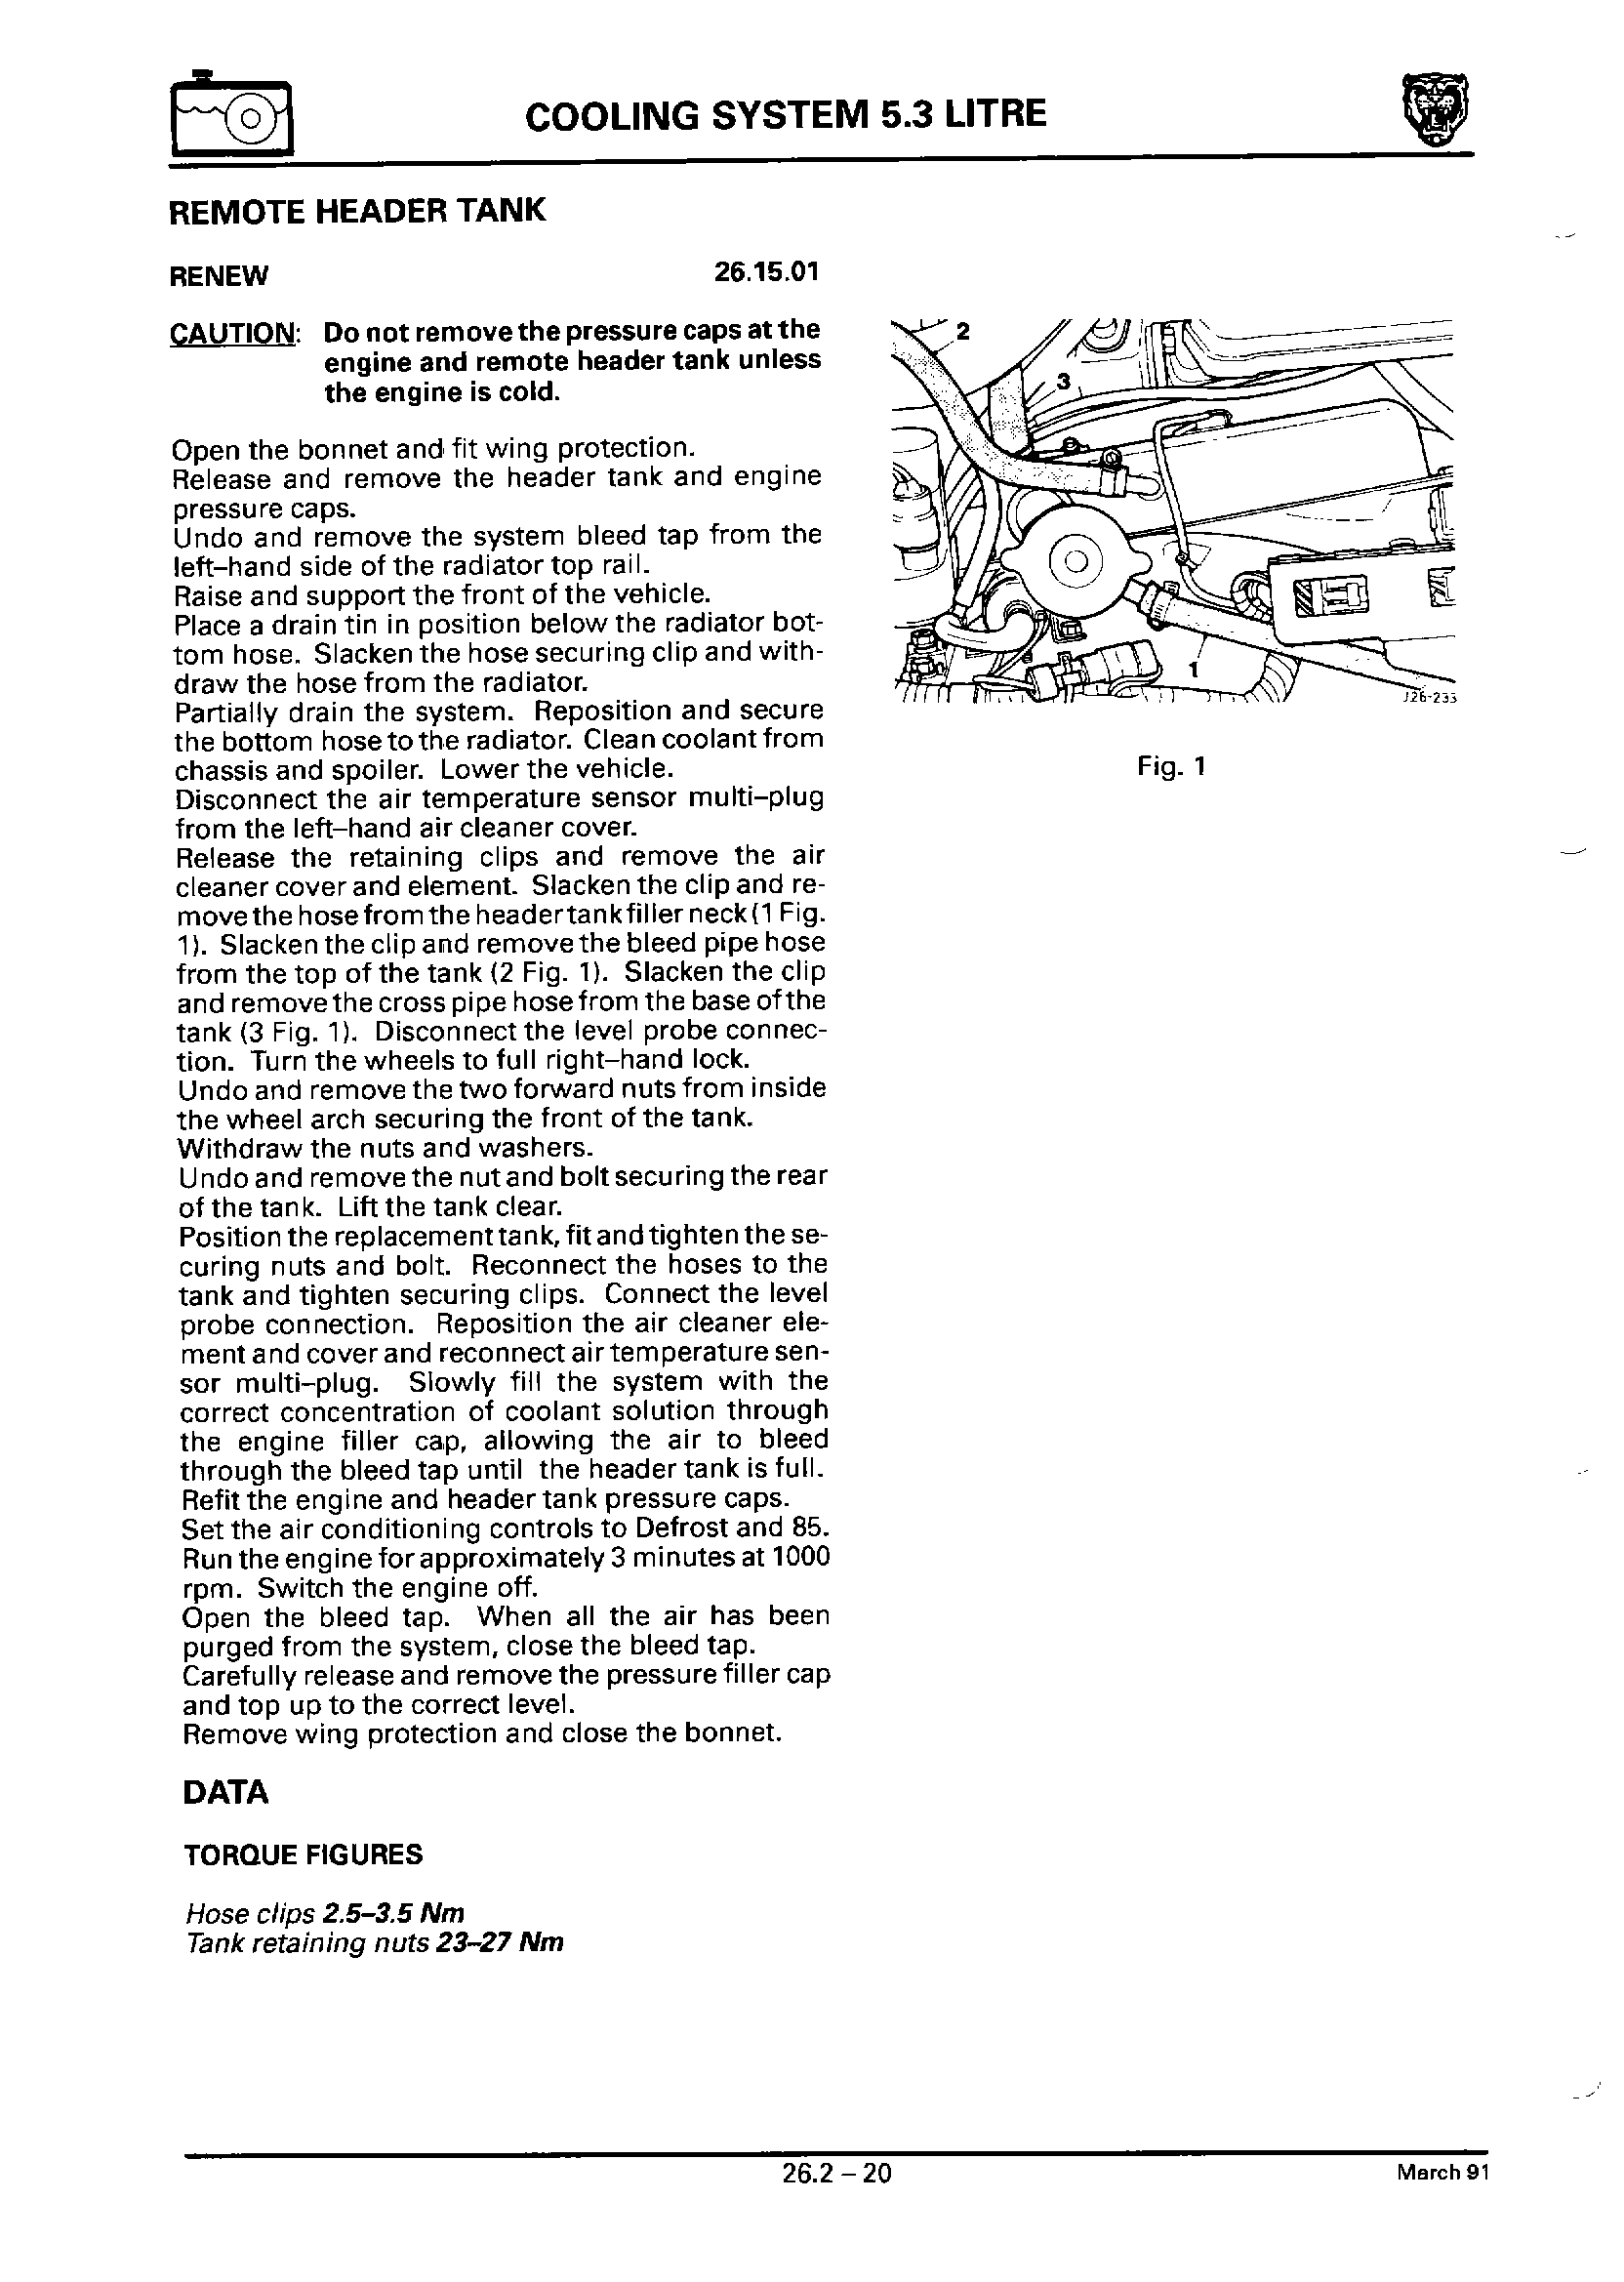 COOLING SYSTEM 5.3 LITRE
REMOTE HEADER TANK
RENEW 26.15.01
CAUTION: Do not remove the pressure caps at the
engine and remote header tank unless
the engine is cold.
Open the bonnet and fit wing protection.
Release and remove the header tank and engine
pressure caps.
Undo and remove the system bleed tap from the
left–hand side of the radiator top rail.
Raise and support the front of the vehicle.
Place a drain tin in position below the radiator bot-
tom hose. Slacken the hose securing clip and with-
draw the hose from the radiator.
Partially drain the system. Reposition and secure
the bottom hose to the radiator. Clean coolant from
chassis and spoiler. Lower the vehicle.
Disconnect the air temperature sensor multi–plug
from the left–hand air cleaner cover.
Release the retaining clips and remove the air
cleaner cover and element. Slacken the clip and re-
move the hose from the header tank filler neck (1 Fig.
1). Slacken the clip and remove the bleed pipe hose
from the top of the tank (2 Fig. 1). Slacken the clip
and remove the cross pipe hose from the base of the
tank (3 Fig. 1). Disconnect the level probe connec-
tion. Turn the wheels to full right–hand lock.
Undo and remove the two forward nuts from inside
the wheel arch securing the front of the tank.
Withdraw the nuts and washers.
Undo and remove the nut and bolt securing the rear
of the tank. Lift the tank clear.
Position the replacement tank, fit and tighten the se-
curing nuts and bolt. Reconnect the hoses to the
tank and tighten securing clips. Connect the level
probe connection. Reposition the air cleaner ele-
ment and cover and reconnect air temperature sen-
sor multi–plug. Slowly fill the system with the
correct concentration of coolant solution through
the engine filler cap, allowing the air to bleed
through the bleed tap until the header tank is full.
Refit the engine and header tank pressure caps.
Set the air conditioning controls to Defrost and 85.
Run the engine for approximately 3 minutes at 1000
rpm. Switch the engine off.
Open the bleed tap. When all the air has been
purged from the system, close the bleed tap.
Carefully release and remove the pressure filler cap
and top up to the correct level.
Remove wing protection and close the bonnet.
DATA
TORQUE FIGURES
Hose clips 2.5–3.5 Nm
Tank retaining nuts 23–27 Nm
2
3
1
J26-233
Fig. 1
26.2 – 20
March 91